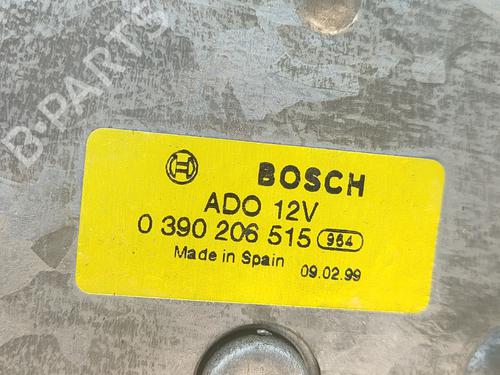 B-PARTS
BOSCH
ADO 12V
0 390 206 515 964
Made in Spain 09.02.99